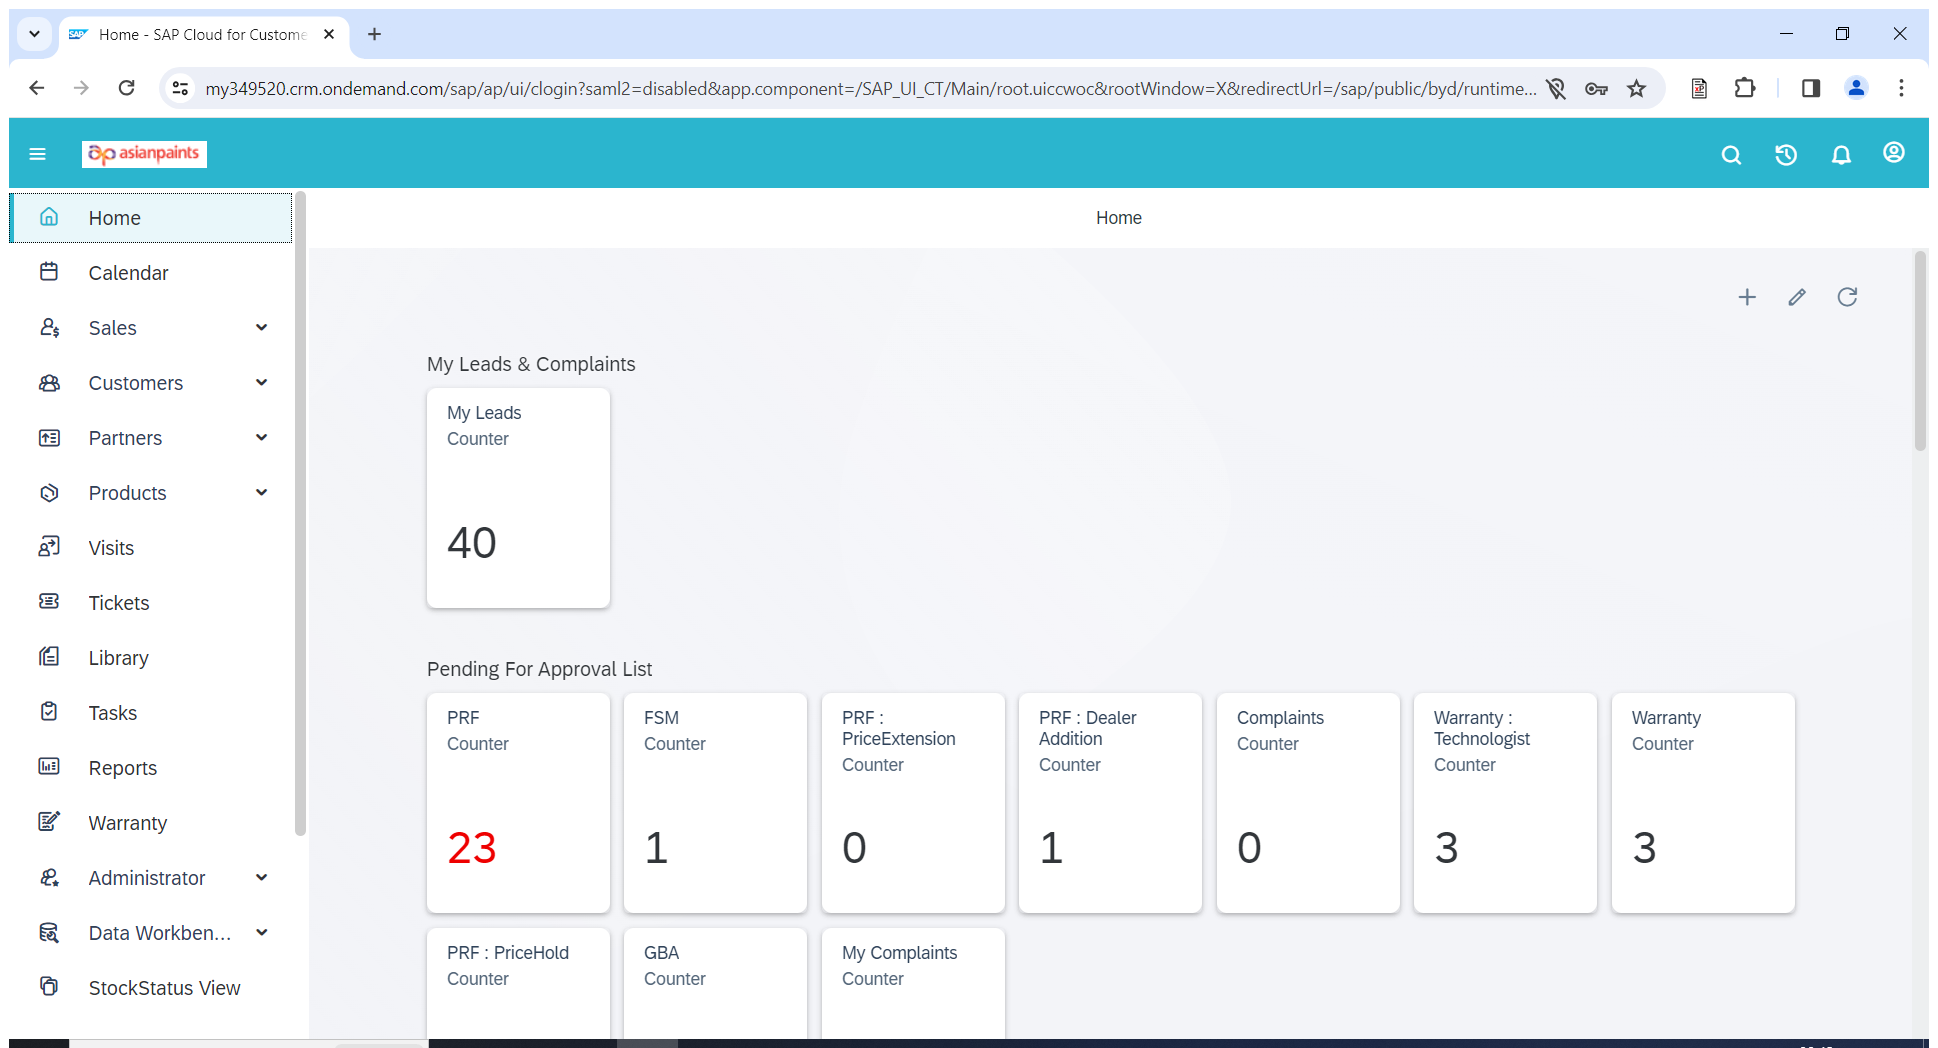 Home - SAP Cloud for Custome
my349520.crm.ondemand.com/sap/ap/ui/clogin?saml2=disabled&app.component=/SAP_UI_CT/Main/root.uiccwoc&rootWindow=X&redirectUrl=/sap/public/byd/runtime...
asianpaints
Home
Calendar
Sales
Customers
Partners
Products
Visits
Tickets
Library
Tasks
Reports
Warranty
Administrator
Data Workben...
StockStatus View
Home
My Leads & Complaints
My Leads
Counter
40
Pending For Approval List
PRF
Counter
23
FSM
Counter
1
PRF :
PriceExtension
Counter
0
PRF : Dealer
Addition
Counter
1
Complaints
Counter
0
Warranty :
Technologist
Counter
3
Warranty
Counter
3
PRF : PriceHold
Counter
GBA
Counter
My Complaints
Counter